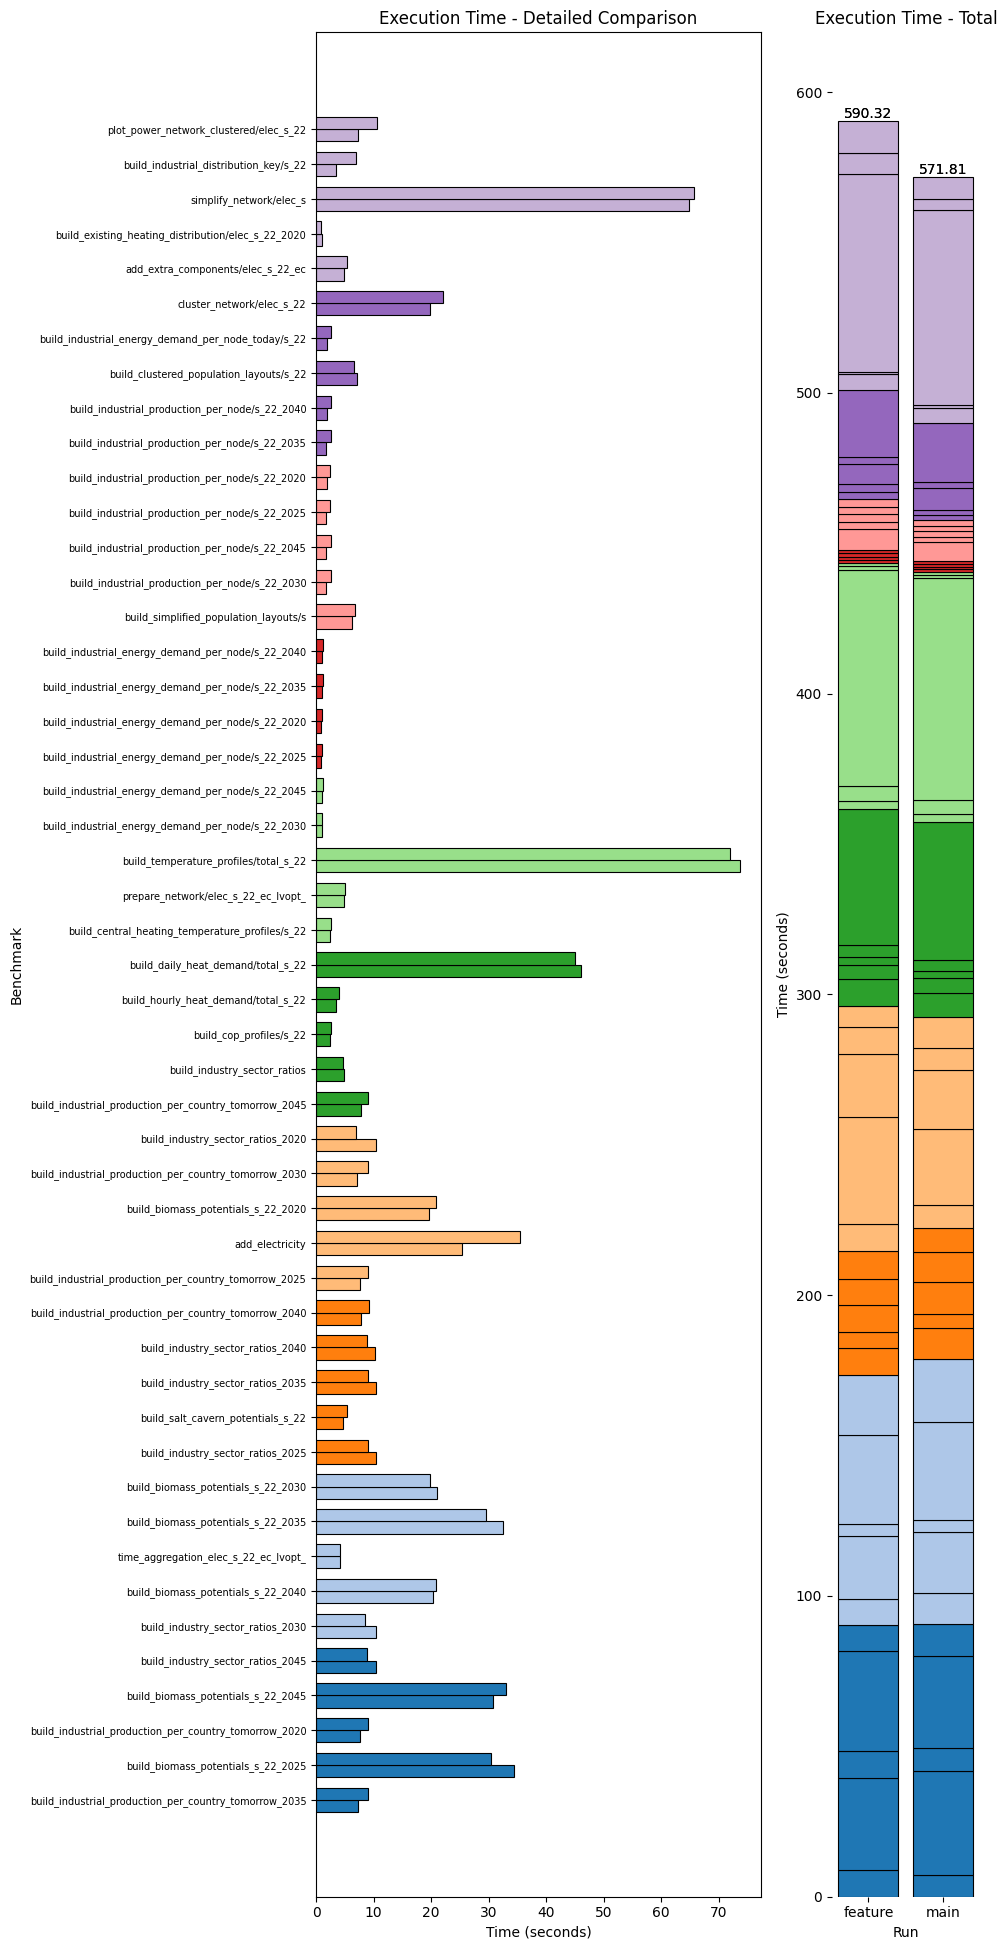 Execution Time - Detailed Comparison
plot_power_network_clustered/elec_s_22
build_industrial_distribution_key/s_22
simplify_network/elec_s
build_existing_heating_distribution/elec_s_22_2020
add_extra_components/elec_s_22_ec
cluster_network/elec_s_22
build_industrial_energy_demand_per_node_today/s_22
build_clustered_population_layouts/s_22
build_industrial_production_per_node/s_22_2040
build_industrial_production_per_node/s_22_2035
build_industrial_production_per_node/s_22_2020
build_industrial_production_per_node/s_22_2025
build_industrial_production_per_node/s_22_2045
build_industrial_production_per_node/s_22_2030
build_simplified_population_layouts/s
build_industrial_energy_demand_per_node/s_22_2040
build_industrial_energy_demand_per_node/s_22_2035
build_industrial_energy_demand_per_node/s_22_2020
build_industrial_energy_demand_per_node/s_22_2025
build_industrial_energy_demand_per_node/s_22_2045
build_industrial_energy_demand_per_node/s_22_2030
build_temperature_profiles/total_s_22
prepare_network/elec_s_22_ec_lvopt_
build_central_heating_temperature_profiles/s_22
build_daily_heat_demand/total_s_22
build_hourly_heat_demand/total_s_22
build_cop_profiles/s_22
build_industry_sector_ratios
build_industrial_production_per_country_tomorrow_2045
build_industry_sector_ratios_2020
build_industrial_production_per_country_tomorrow_2030
build_biomass_potentials_s_22_2020
add_electricity
build_industrial_production_per_country_tomorrow_2025
build_industrial_production_per_country_tomorrow_2040
build_industry_sector_ratios_2040
build_industry_sector_ratios_2035
build_salt_cavern_potentials_s_22
build_industry_sector_ratios_2025
build_biomass_potentials_s_22_2030
build_biomass_potentials_s_22_2035
time_aggregation_elec_s_22_ec_lvopt_
build_biomass_potentials_s_22_2040
build_industry_sector_ratios_2030
build_industry_sector_ratios_2045
build_biomass_potentials_s_22_2045
build_industrial_production_per_country_tomorrow_2020
build_biomass_potentials_s_22_2025
build_industrial_production_per_country_tomorrow_2035
Benchmark
0 10 20 30 40 50 60 70
Time (seconds)
Execution Time - Total
600
500
400
300
200
100
0
Time (seconds)
590.32
571.81
feature main
Run